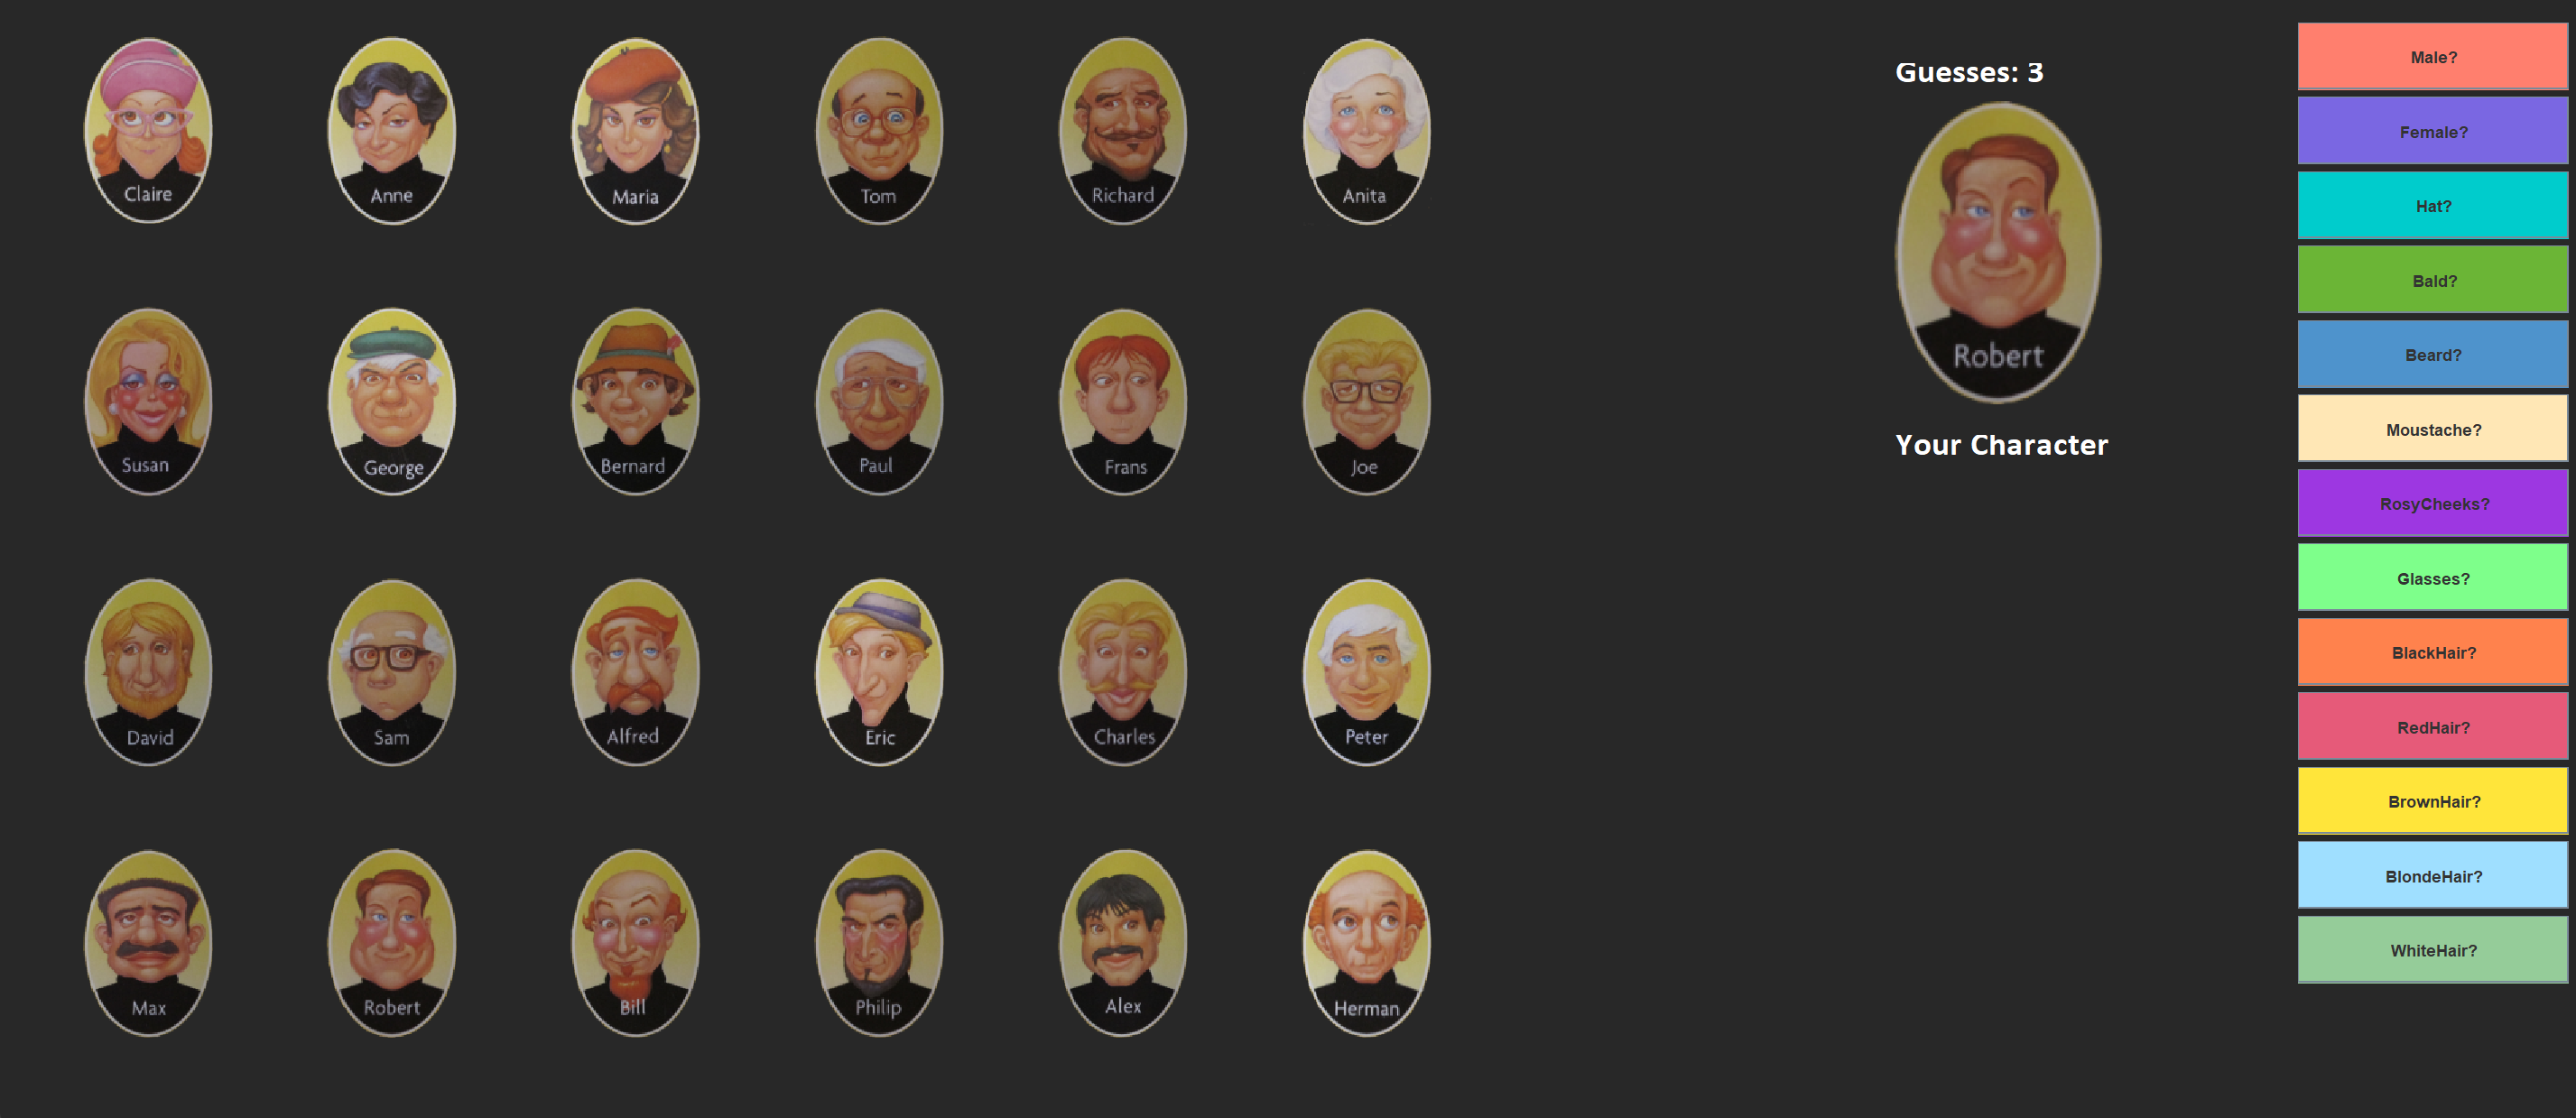 Claire
Anne
Maria
Tom
Richard
Anita
Susan
George
Bernard
Paul
Frans
Joe
David
Sam
Alfred
Eric
Charles
Peter
Max
Robert
Bill
Philip
Alex
Herman
Guesses: 3
Robert
Your Character
Male?
Female?
Hat?
Bald?
Beard?
Moustache?
RosyCheeks?
Glasses?
BlackHair?
RedHair?
BrownHair?
BlondeHair?
WhiteHair?